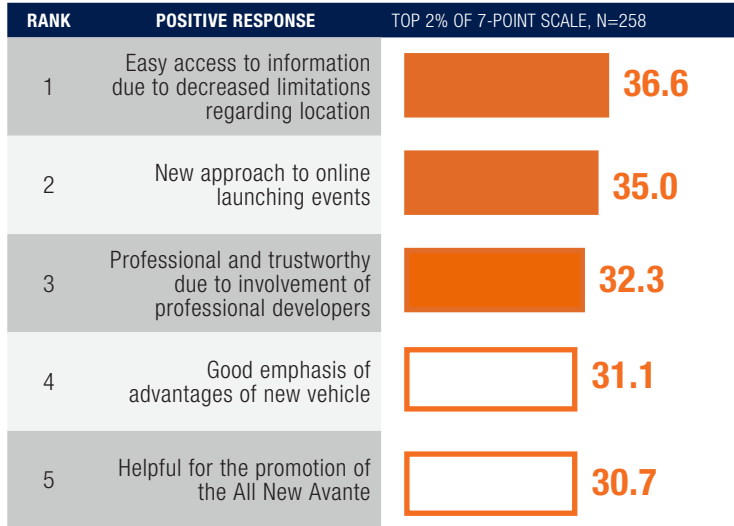 RANK POSITIVE RESPONSE TOP 2% OF 7-POINT SCALE, N=258
1 Easy access to information
due to decreased limitations
regarding location
36.6
2 New approach to online
launching events
35.0
3 Professional and trustworthy
due to involvement of
professional developers
32.3
4 Good emphasis of
advantages of new vehicle
31.1
5 Helpful for the promotion of
the All New Avante
30.7